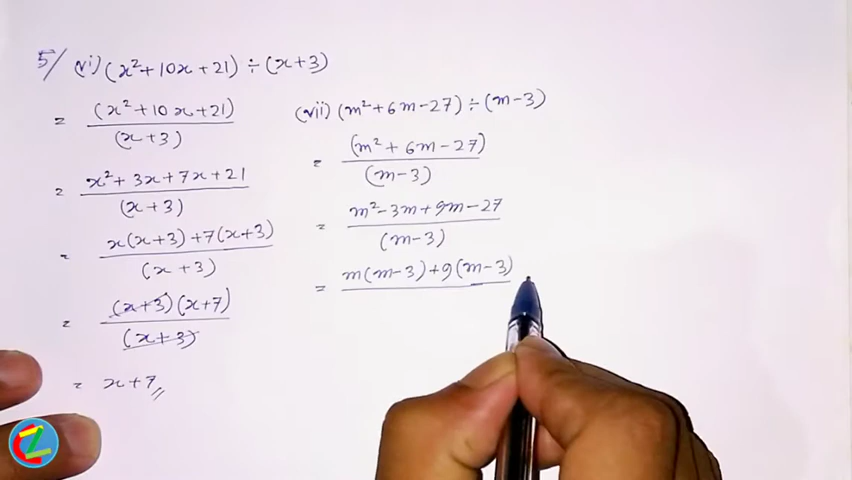 5/ (vi) (x²+10x+21) ÷ (x+3)
= (x²+10x+21)
(x+3)
= x²+3x+7x+21
(x+3)
= x(x+3)+7(x+3)
(x+3)
= (x+3)(x+7)
(x+3)
= x+7,,
(vii) (m²+6m-27) ÷ (m-3)
= (m²+6m-27)
(m-3)
= m²-3m+9m-27
(m-3)
= m(m-3)+9(m-3)
CZ